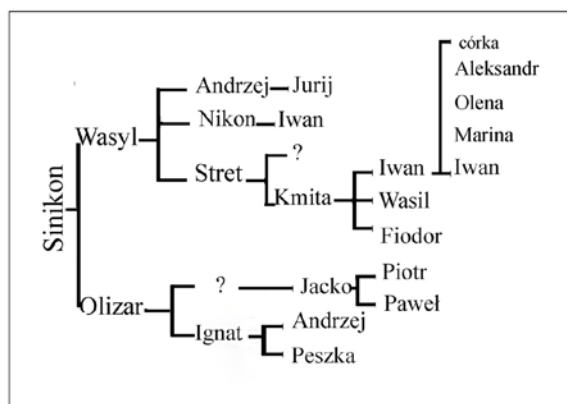 córka
Aleksandr
Andrzej Jurij
Olena
Wasyl Nikon Iwan
Marina
? Iwan Iwan
Stret
Kmita Wasil
Sinikon
Fiodor
? Jacko Piotr
Olizar Paweł
Ignat Andrzej
Peszka